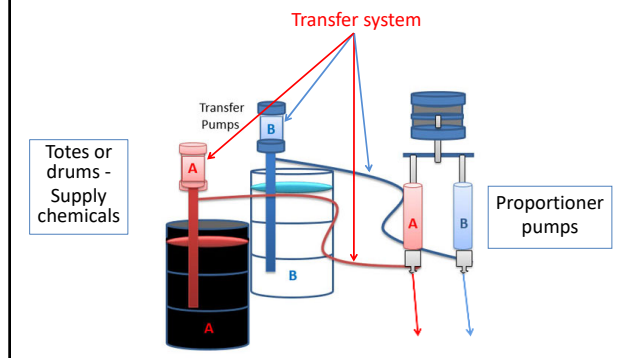 Transfer system
Transfer
Pumps
B
A
Totes or
drums -
Supply
chemicals
A
B
Proportioner
pumps
B
A